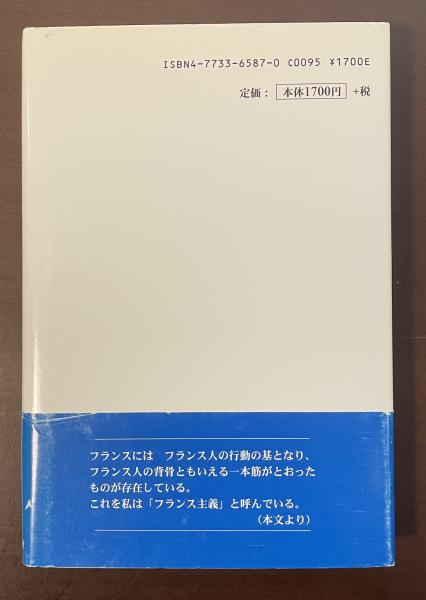 ISBN4-7733-6587-0 C0095 ¥1700E
定価： 本体1700円 +税
フランスには　フランス人の行動の基となり、
フランス人の背骨ともいえる一本筋がとおった
ものが存在している。
これを私は「フランス主義」と呼んでいる。
（本文より）